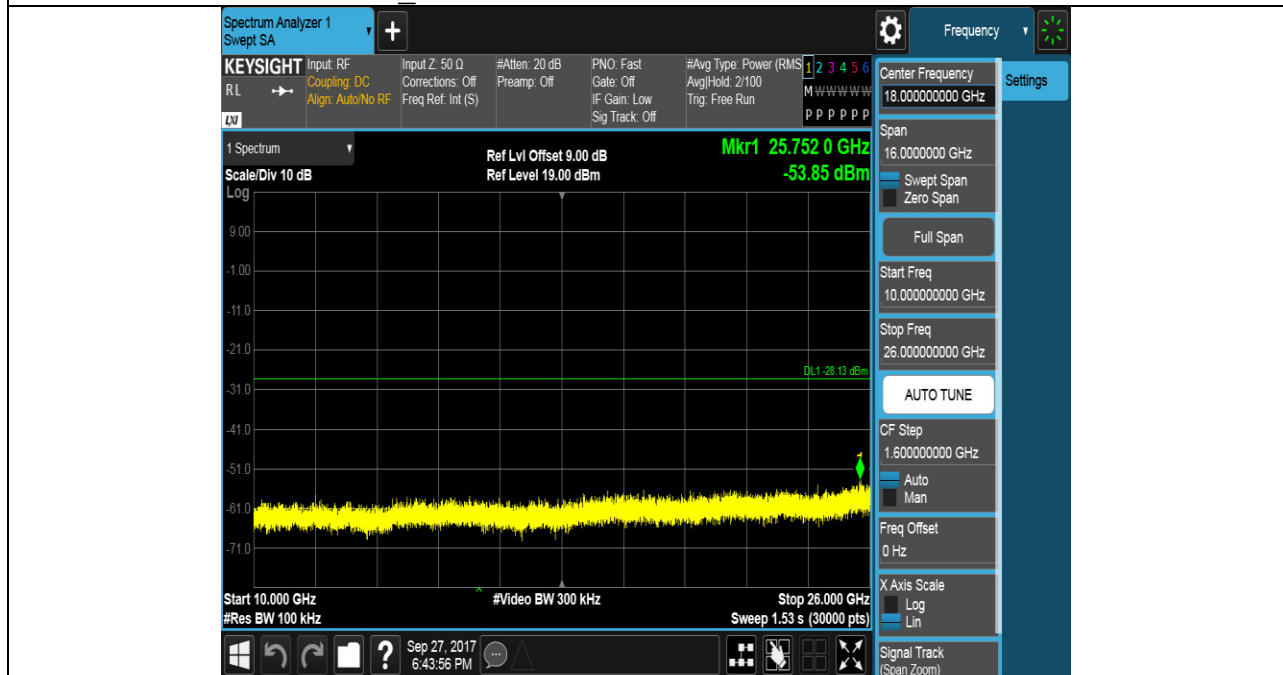 Spectrum Analyzer 1
Swept SA
Frequency
KEYSIGHT
RL
LXI
Input: RF
Coupling: DC
Align: Auto/No RF
Input Z: 50 Ω
Corrections: Off
Freq Ref: Int (S)
#Atten: 20 dB
Preamp: Off
PNO: Fast
Gate: Off
IF Gain: Low
Sig Track: Off
#Avg Type: Power (RMS
Avg|Hold: 2/100
Trig: Free Run
1 2 3 4 5 6
M W W W W W
P P P P P P
Center Frequency
18.000000000 GHz
Settings
Span
16.0000000 GHz
Swept Span
Zero Span
Full Span
Start Freq
10.000000000 GHz
Stop Freq
26.000000000 GHz
AUTO TUNE
CF Step
1.600000000 GHz
Auto
Man
Freq Offset
0 Hz
X Axis Scale
Log
Lin
Signal Track
(Span Zoom)
1 Spectrum
Scale/Div 10 dB
Ref Lvl Offset 9.00 dB
Ref Level 19.00 dBm
Mkr1 25.752 0 GHz
-53.85 dBm
Log
9.00
-1.00
-11.0
-21.0
DL1 -28.13 dBm
-31.0
-41.0
1
-51.0
-61.0
-71.0
Start 10.000 GHz
#Video BW 300 kHz
Stop 26.000 GHz
#Res BW 100 kHz
Sweep 1.53 s (30000 pts)
Sep 27, 2017
6:43:56 PM